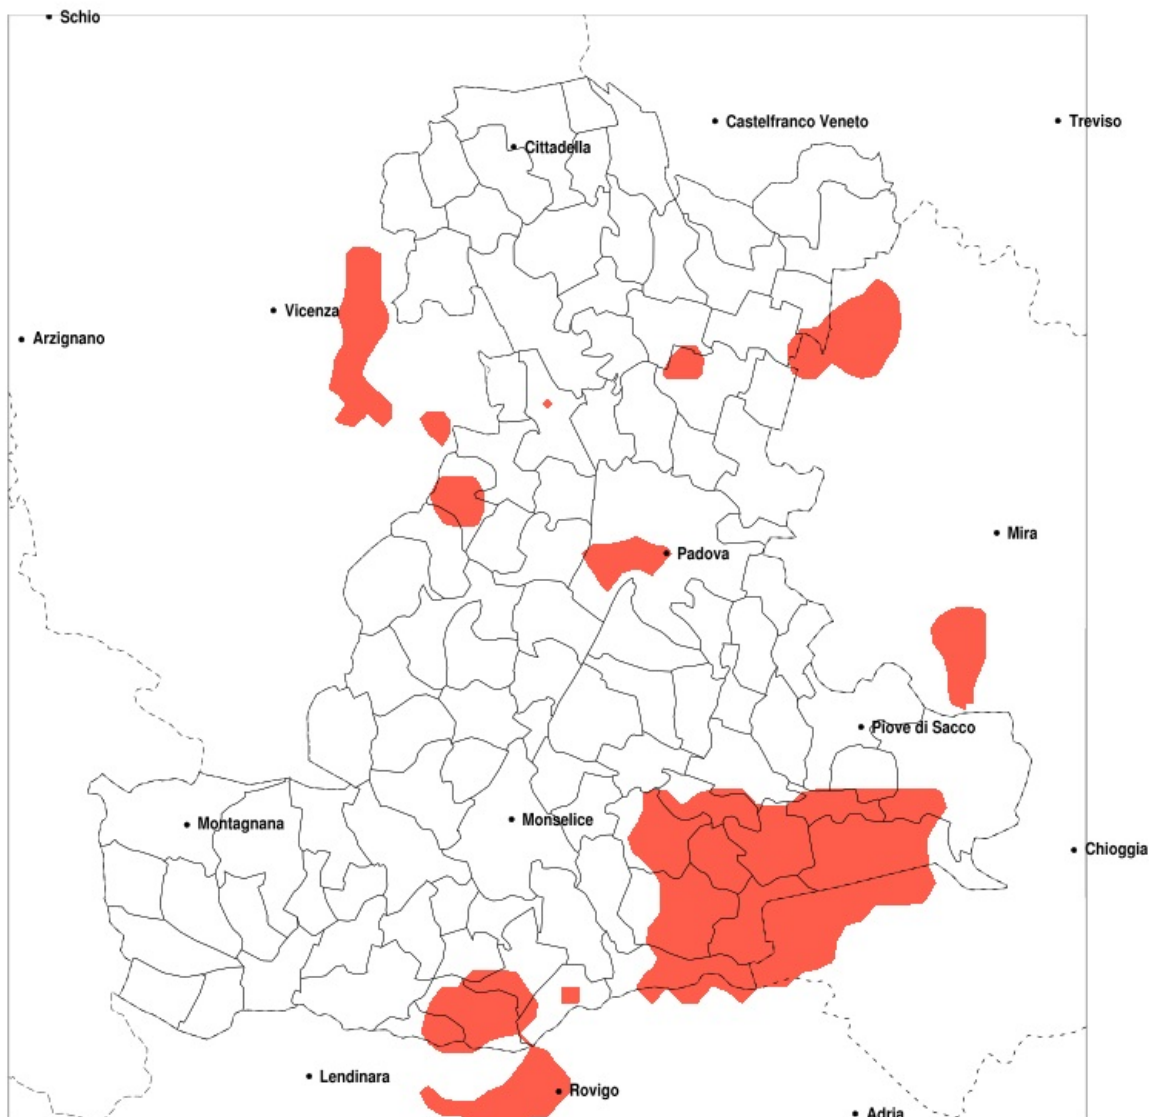 Schio
Castelfranco Veneto
Treviso
Cittadella
Vicenza
Arzignano
Mira
Padova
Piove di Sacco
Montagnana
Monselice
Chioggia
Lendinara
Rovigo
Adria